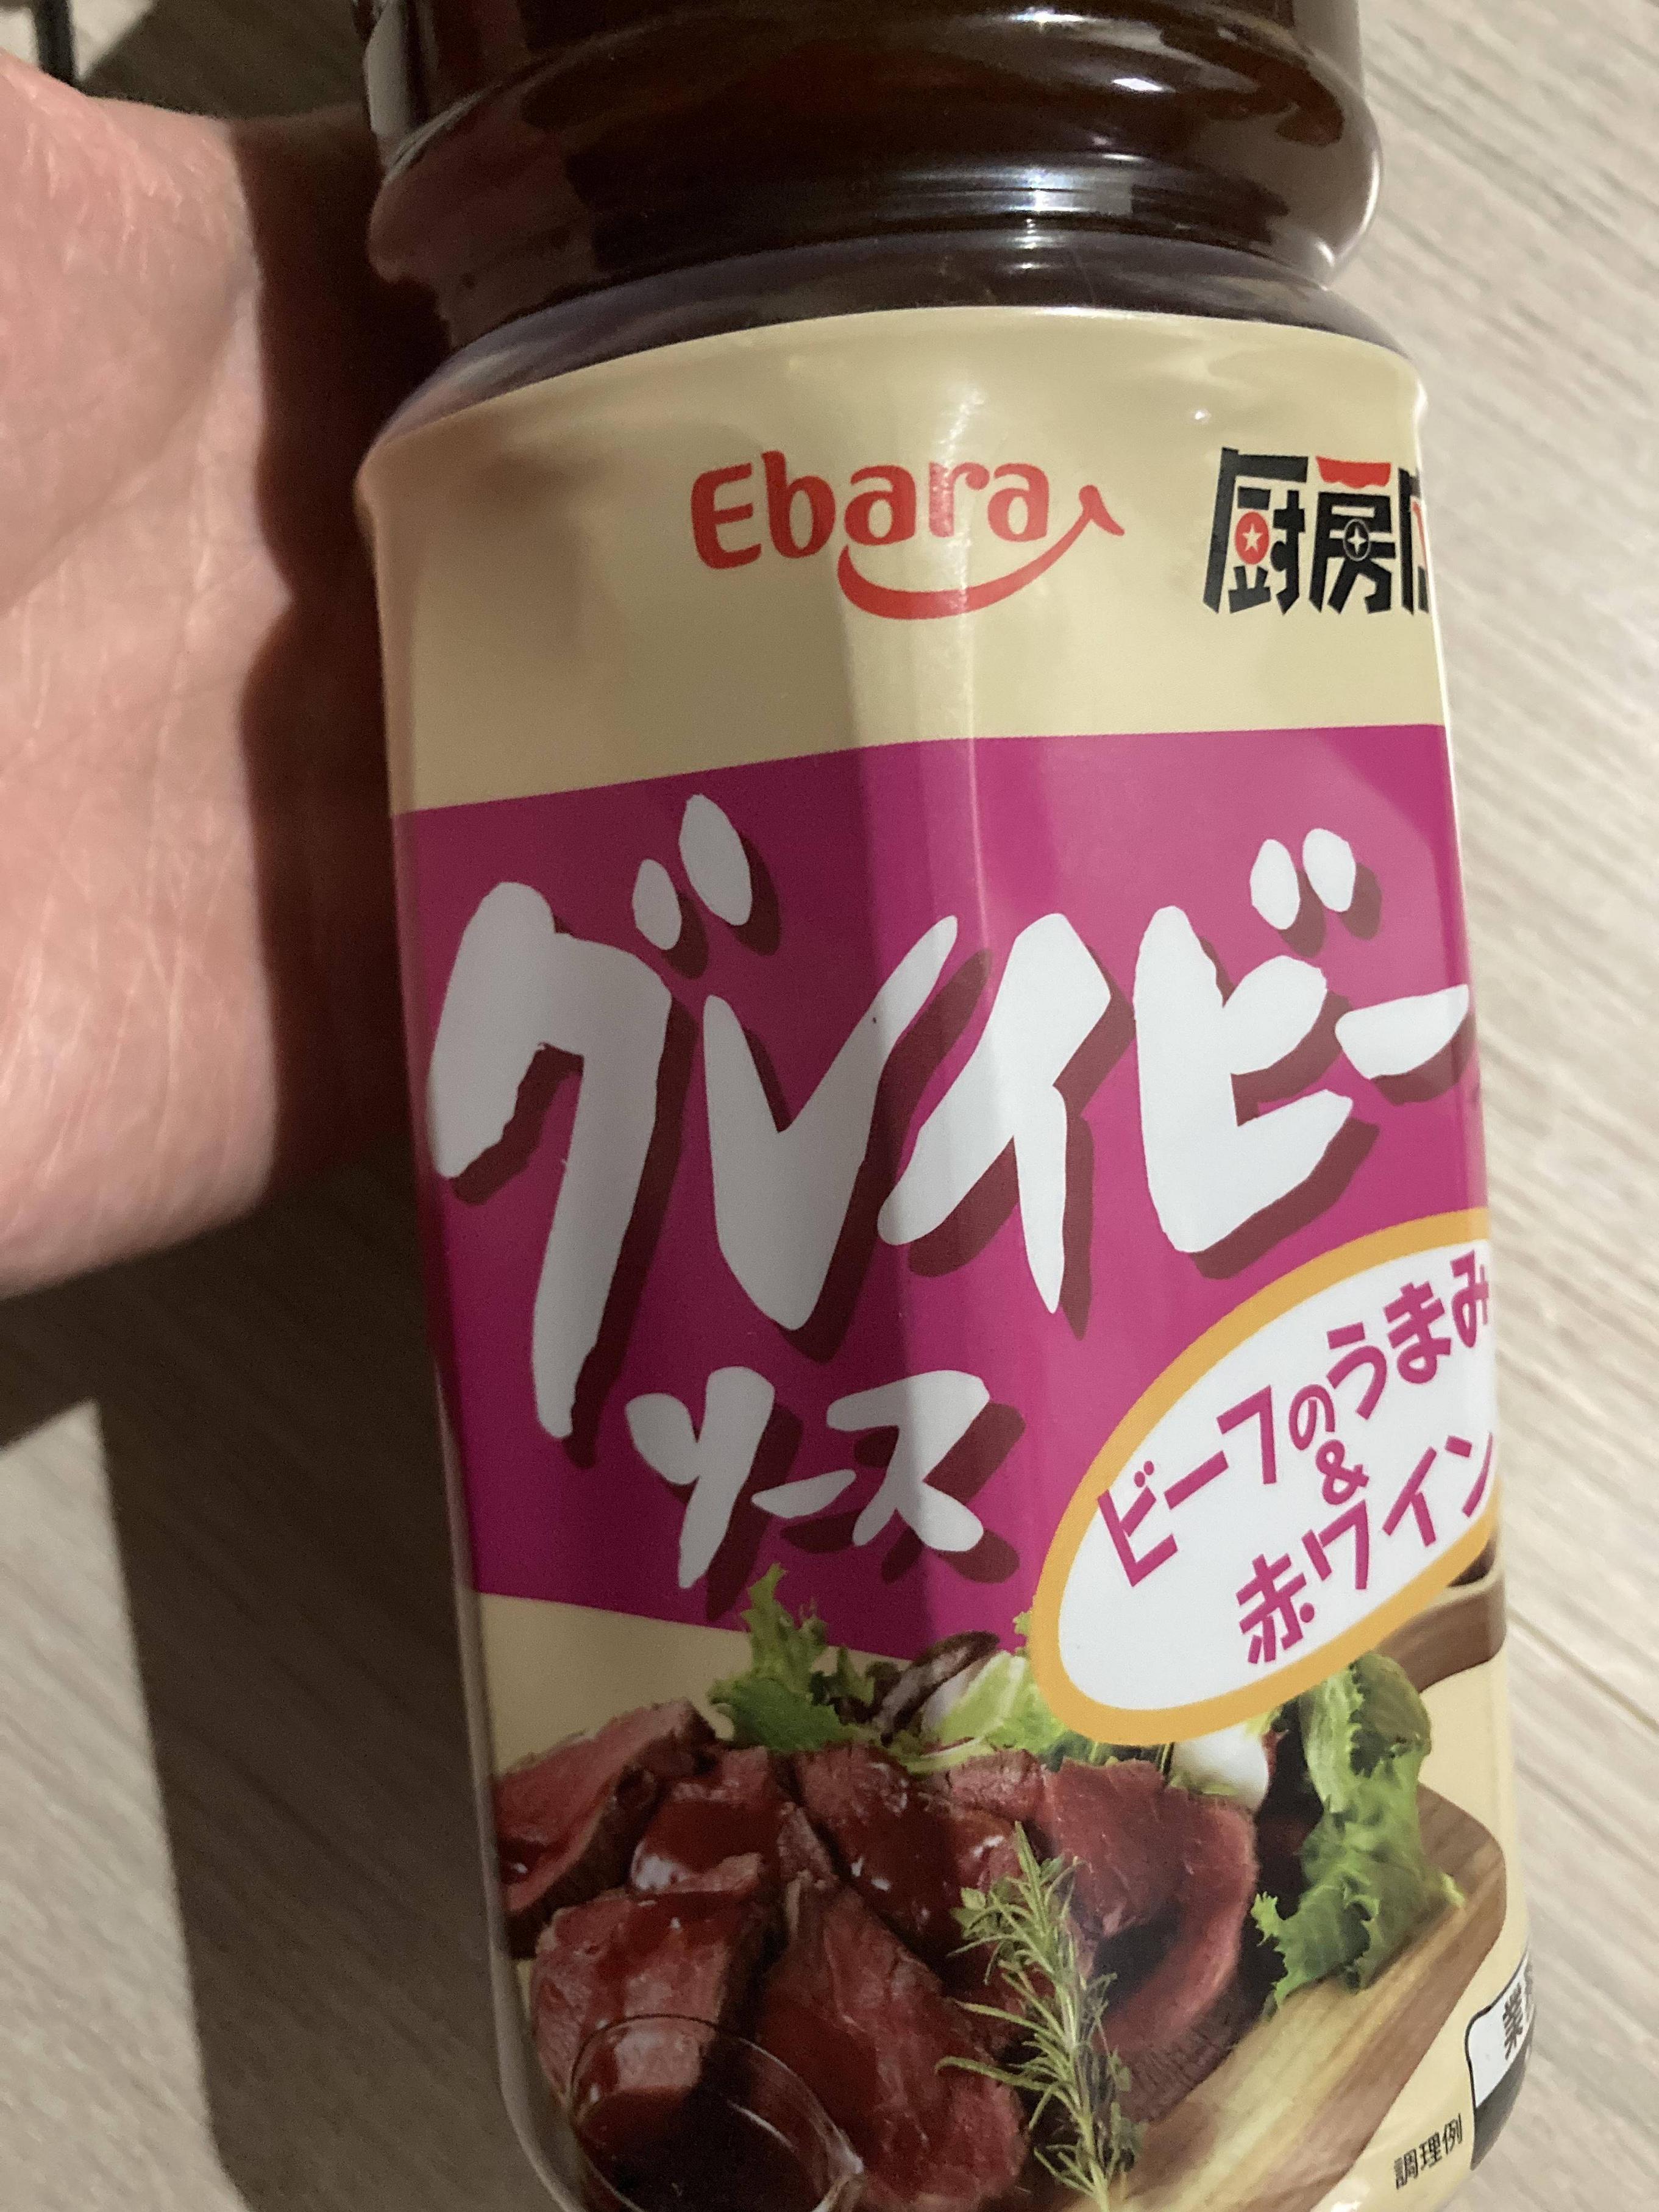 Ebara
厨房
グレイビー
ソース
ビーフのうまみ
&
赤ワイン
調理例